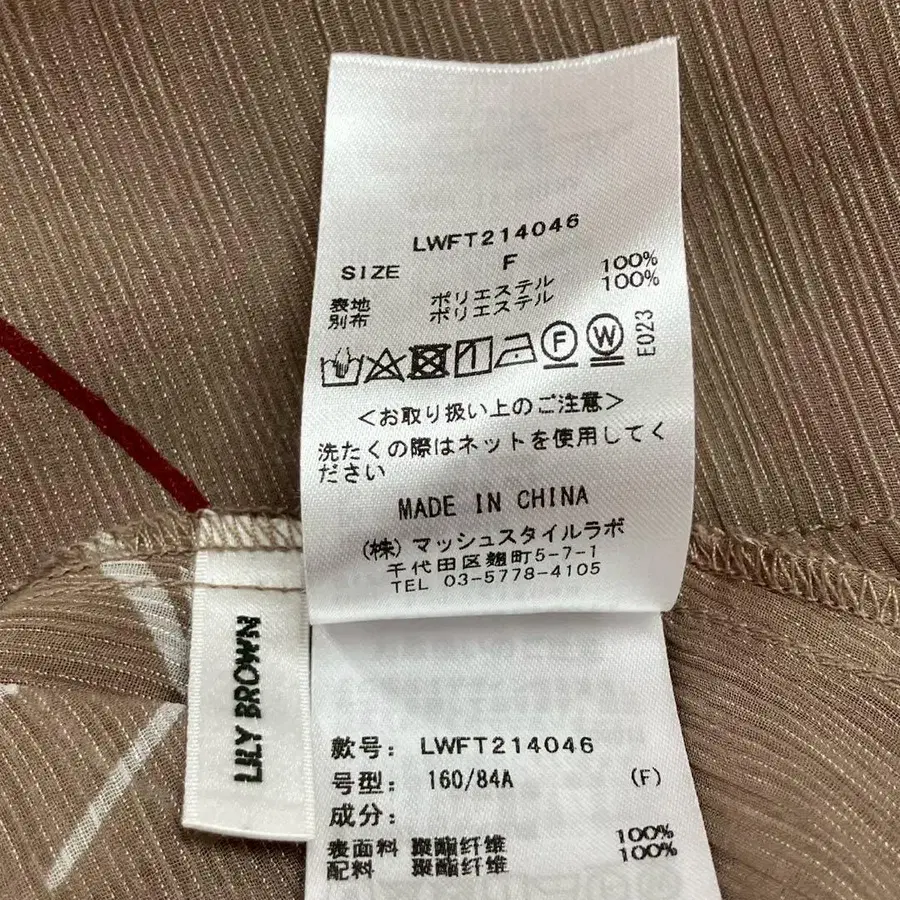 LWFT214046
SIZE F
表地 ポリエステル 100%
別布 ポリエステル 100%
F W E023
<お取り扱い上のご注意>
洗たくの際はネットを使用してく
ださい
MADE IN CHINA
(株)マッシュスタイルラボ
千代田区麹町5-7-1
TEL 03-5778-4105
LILY BROWN
款号: LWFT214046
号型: 160/84A (F)
成分:
表面料 聚酯纤维 100%
配料 聚酯纤维 100%